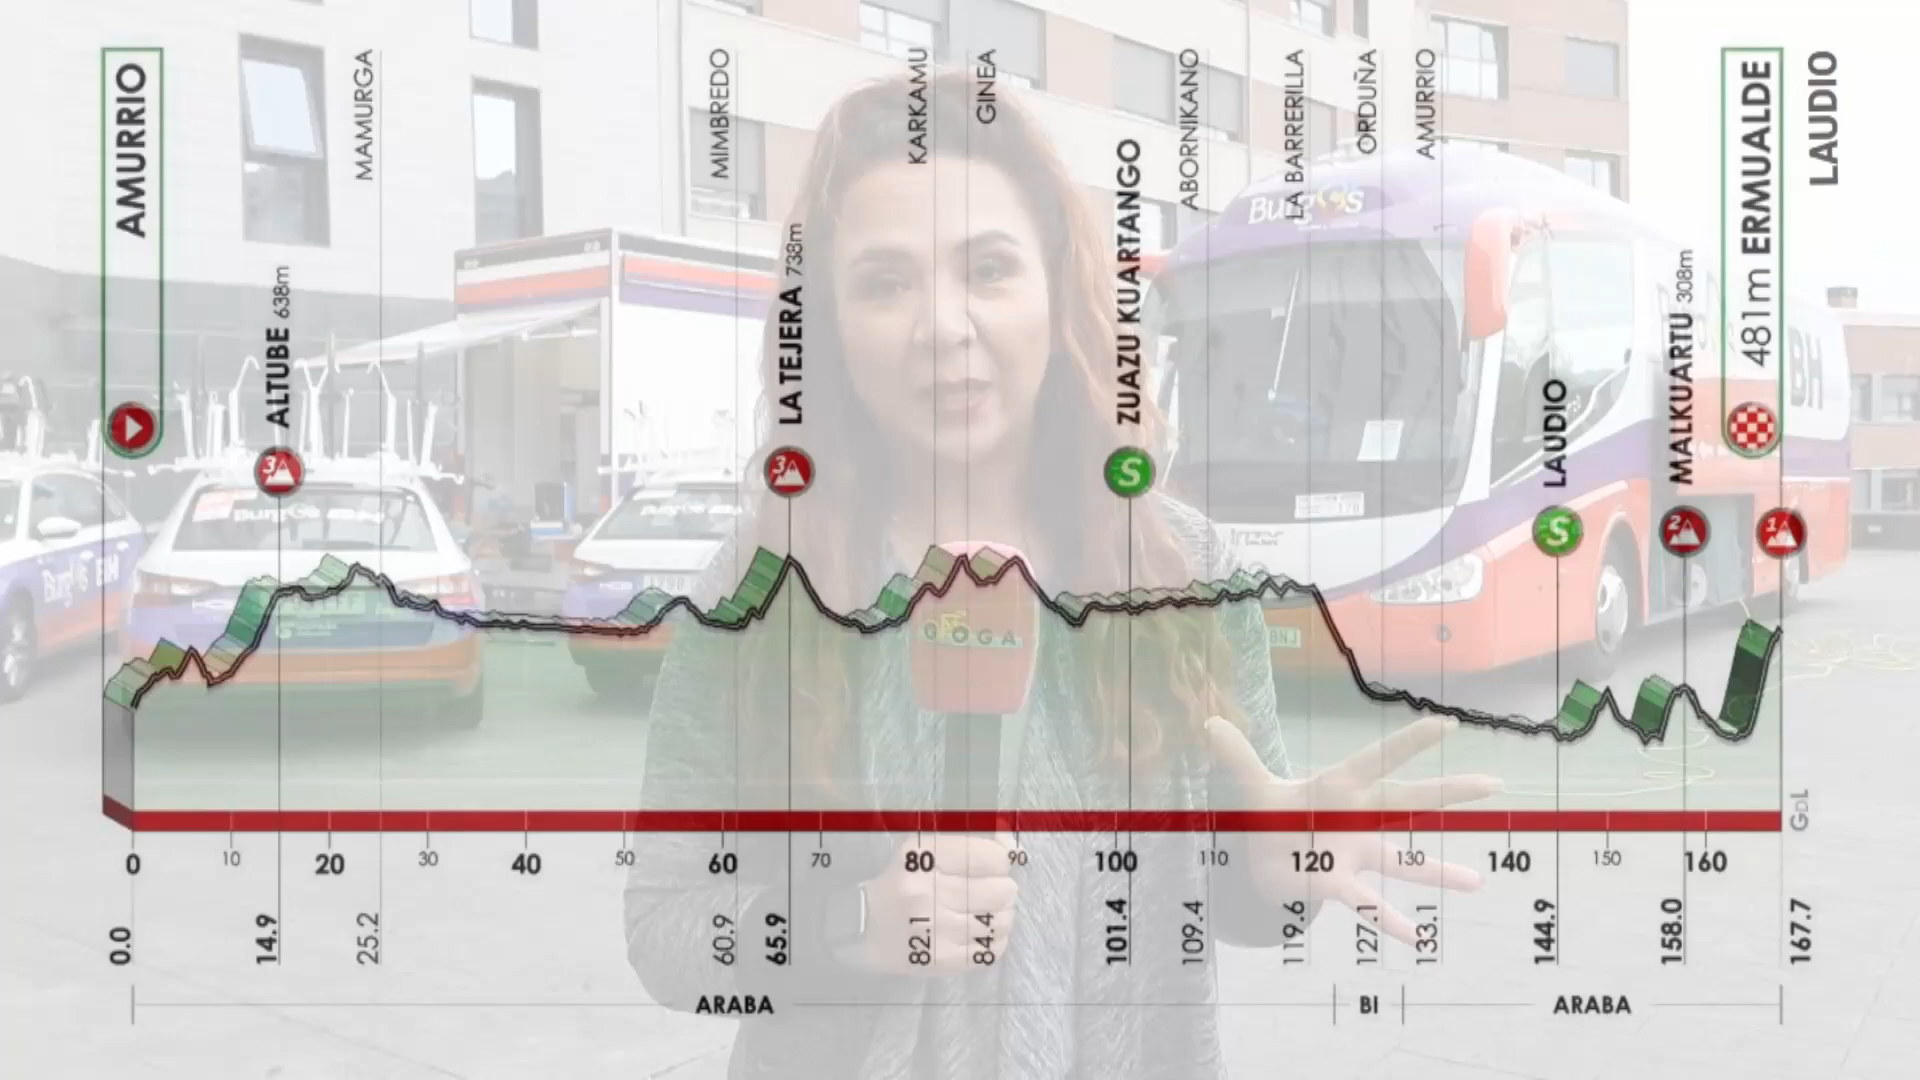 AMURRIO
ALTUBE 638m
MAMURGA
MIMBREDO
LA TEJERA 738m
KARKAMU
GINEA
ZUAZU KUARTANGO
ABORNIKANO
LA BARRERILLA
ORDUÑA
AMURRIO
LAUDIO
MALKUARTU 308m
481m ERMUALDE
LAUDIO
3
3
S
S
2
1
BurgOS
BH
BurgOS BH
GOGA
GDL
0 10 20 30 40 50 60 70 80 90 100 110 120 130 140 150 160
0.0
14.9
25.2
60.9
65.9
82.1
84.4
101.4
109.4
119.6
127.1
133.1
144.9
158.0
167.7
ARABA BI ARABA